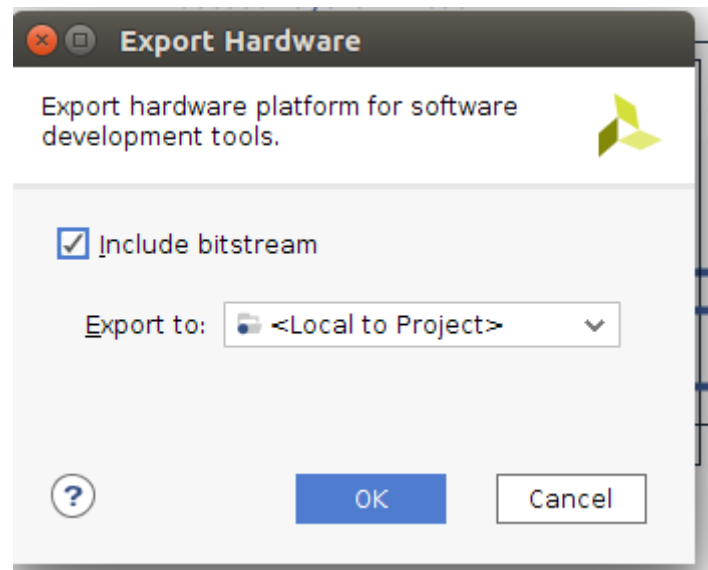 Export Hardware
Export hardware platform for software
development tools.
Include bitstream
Export to: <Local to Project>
?
OK
Cancel